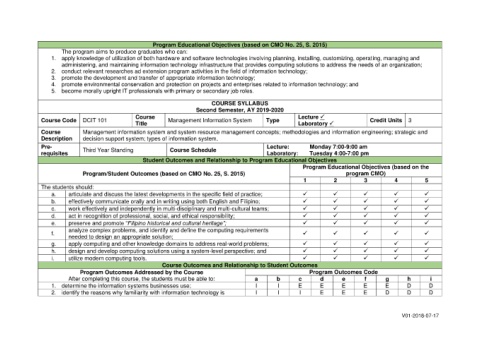 Program Educational Objectives (based on CMO No. 25, S. 2015)
The program aims to produce graduates who can:
1. apply knowledge of utilization of both hardware and software technologies involving planning, installing, customizing, operating, managing and
administering, and maintaining information technology infrastructure that provides computing solutions to address the needs of an organization;
2. conduct relevant researches ad extension program activities in the field of information technology;
3. promote the development and transfer of appropriate information technology;
4. promote environmental conservation and protection on projects and enterprises related to information technology; and
5. become morally upright IT professionals with primary or secondary job roles.
COURSE SYLLABUS
Second Semester, AY 2019-2020
Course Code DCIT 101 Course Title Management Information System Type Lecture ✓ Laboratory ✓ Credit Units 3
Course Description Management information system and system resource management concepts; methodologies and information engineering; strategic and
decision support system; types of information system.
Pre-requisites Third Year Standing Course Schedule Lecture: Monday 7:00-9:00 am
Laboratory: Tuesday 4:00-7:00 pm
Student Outcomes and Relationship to Program Educational Objectives
Program/Student Outcomes (based on CMO No. 25, S. 2015) Program Educational Objectives (based on the program CMO)
1 2 3 4 5
The students should:
a. articulate and discuss the latest developments in the specific field of practice; ✓ ✓ ✓ ✓ ✓
b. effectively communicate orally and in writing using both English and Filipino; ✓ ✓ ✓ ✓ ✓
c. work effectively and independently in multi-disciplinary and multi-cultural teams; ✓ ✓ ✓ ✓ ✓
d. act in recognition of professional, social, and ethical responsibility; ✓ ✓ ✓ ✓ ✓
e. preserve and promote "Filipino historical and cultural heritage"; ✓ ✓ ✓ ✓ ✓
f. analyze complex problems, and identify and define the computing requirements
needed to design an appropriate solution; ✓ ✓ ✓ ✓ ✓
g. apply computing and other knowledge domains to address real-world problems; ✓ ✓ ✓ ✓ ✓
h. design and develop computing solutions using a system-level perspective; and ✓ ✓ ✓ ✓ ✓
i. utilize modern computing tools. ✓ ✓ ✓ ✓ ✓
Course Outcomes and Relationship to Student Outcomes
Program Outcomes Addressed by the Course Program Outcomes Code
After completing this course, the students must be able to: a b c d e f g h i
1. determine the information systems businesses use; I I E E E E E D D
2. identify the reasons why familiarity with information technology is I I I E E E D D D
V01-2018-07-17